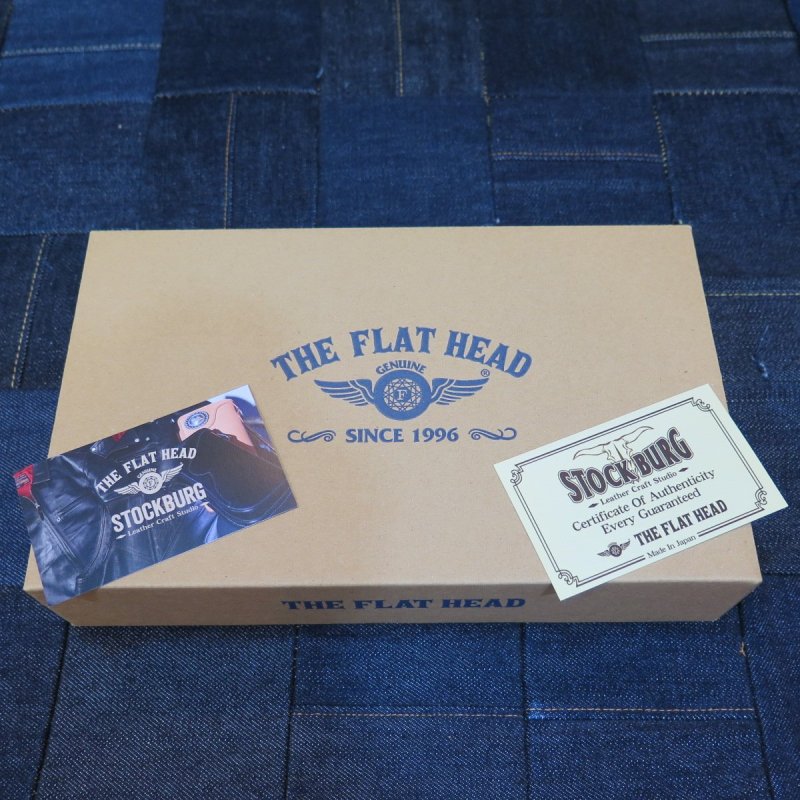 THE FLAT HEAD
GENUINE
F
®
SINCE 1996
THE FLAT HEAD
THE FLAT HEAD
GENUINE
STOCKBURG
Leather Craft Studio
STOCKBURG
Leather Craft Studio
Certificate Of Authenticity
Every Guaranteed
THE FLAT HEAD
Made In Japan